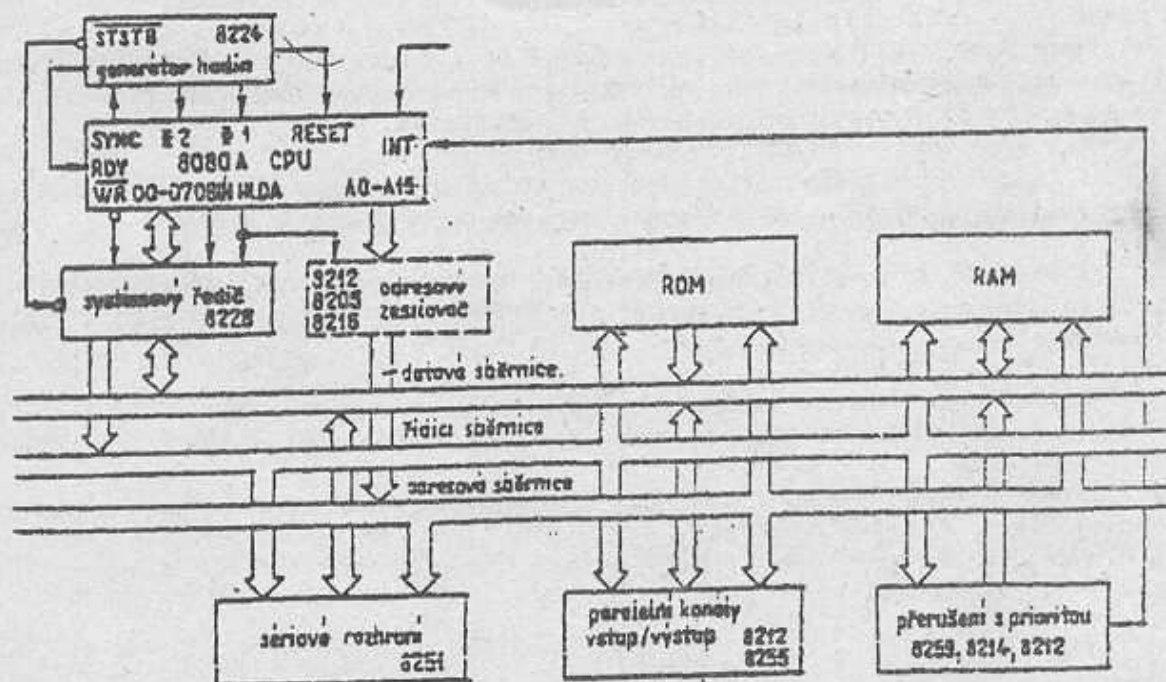 STSTB 8224
generátor hodin
SYNC Φ2 Φ1 RESET
INT
RDY 8080A CPU
WR D0-D7DBIN HLDA A0-A15
systémový řadič
8228
8212
8205
8216
adresový
zesilovač
ROM
RAM
datová sběrnice
řídicí sběrnice
adresová sběrnice
sériové rozhraní
8251
paralelní kanály
vstup/výstup 8212
8255
přerušení s prioritou
8259, 8214, 8212